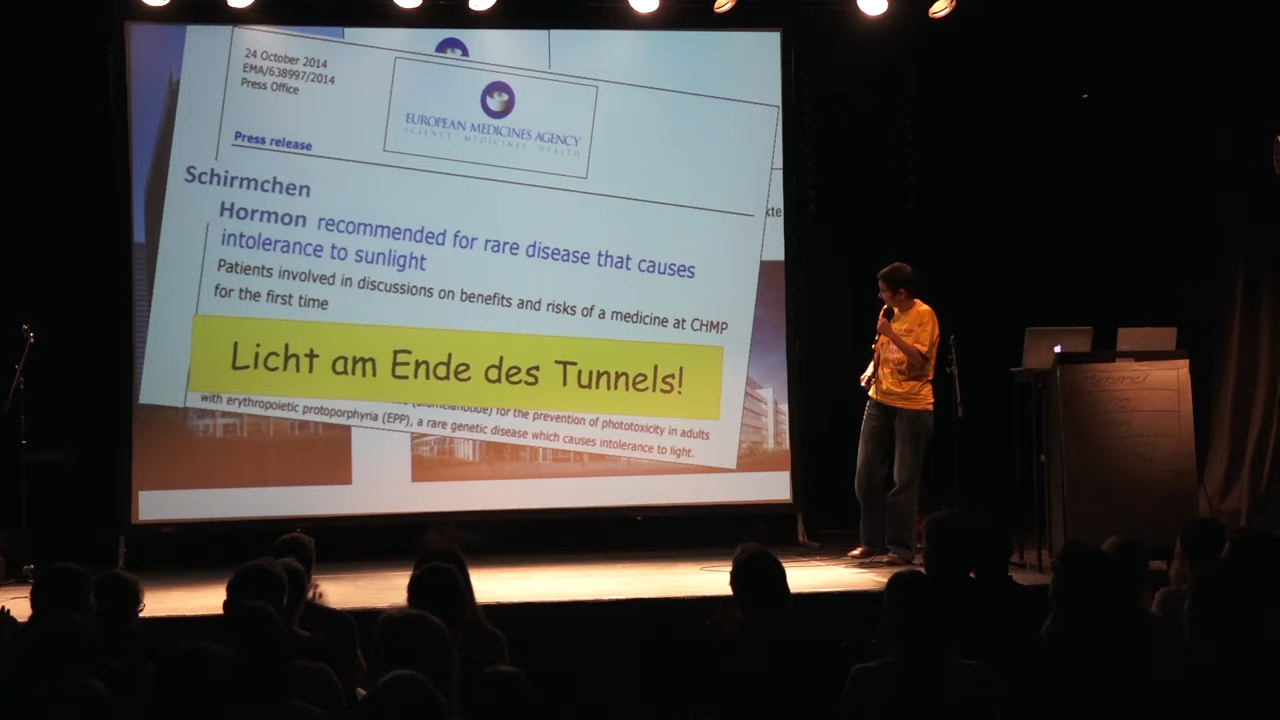 24 October 2014
EMA/638997/2014
Press Office
EUROPEAN MEDICINES AGENCY
SCIENCE MEDICINES HEALTH
Press release
kte
Schirmchen
Hormon recommended for rare disease that causes
intolerance to sunlight
Patients involved in discussions on benefits and risks of a medicine at CHMP
for the first time
Licht am Ende des Tunnels!
for the prevention of phototoxicity in adults
with erythropoietic protoporphyria (EPP), a rare genetic disease which causes intolerance to light.